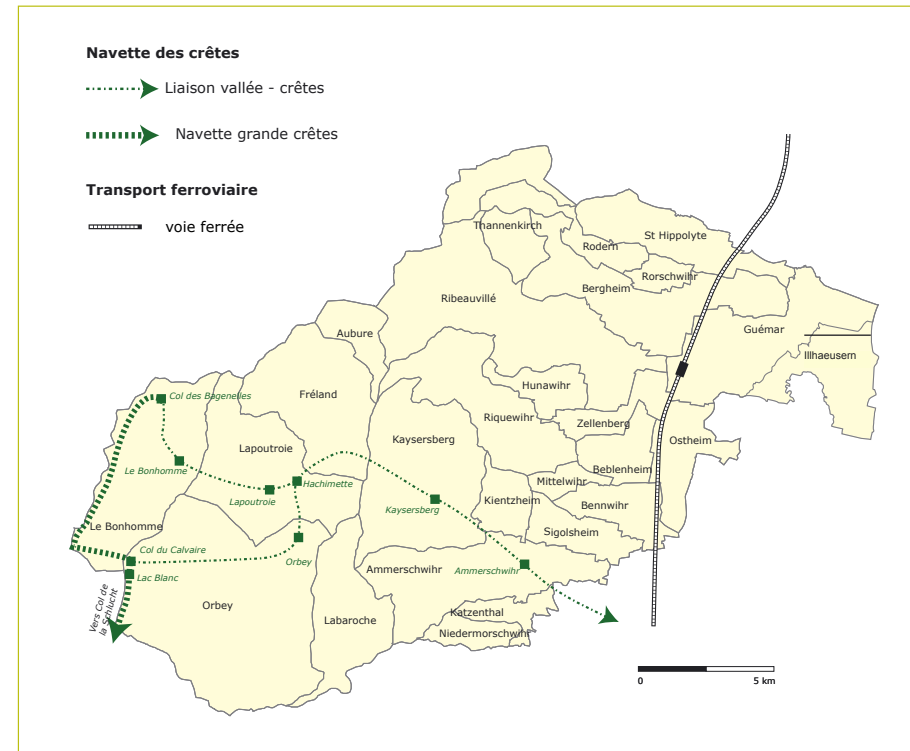 Navette des crêtes
Liaison vallée - crêtes
Navette grande crêtes
Transport ferroviaire
voie ferrée
Thannenkirch
St Hippolyte
Rodern
Rorschwihr
Bergheim
Ribeauvillé
Guémar
Aubure
Illhaeusern
Hunawihr
Fréland
Col des Bagenelles
Riquewihr
Zellenberg
Kaysersberg
Ostheim
Lapoutroie
Beblenheim
Le Bonhomme
Mittelwihr
Hachimette
Lapoutroie
Kientzheim
Bennwihr
Kaysersberg
Le Bonhomme
Sigolsheim
Col du Calvaire
Orbey
Ammerschwihr
Ammerschwihr
Lac Blanc
Vers Col de
la Schlucht
Orbey
Labaroche
Katzenthal
Niedermorschwihr
0 5 km